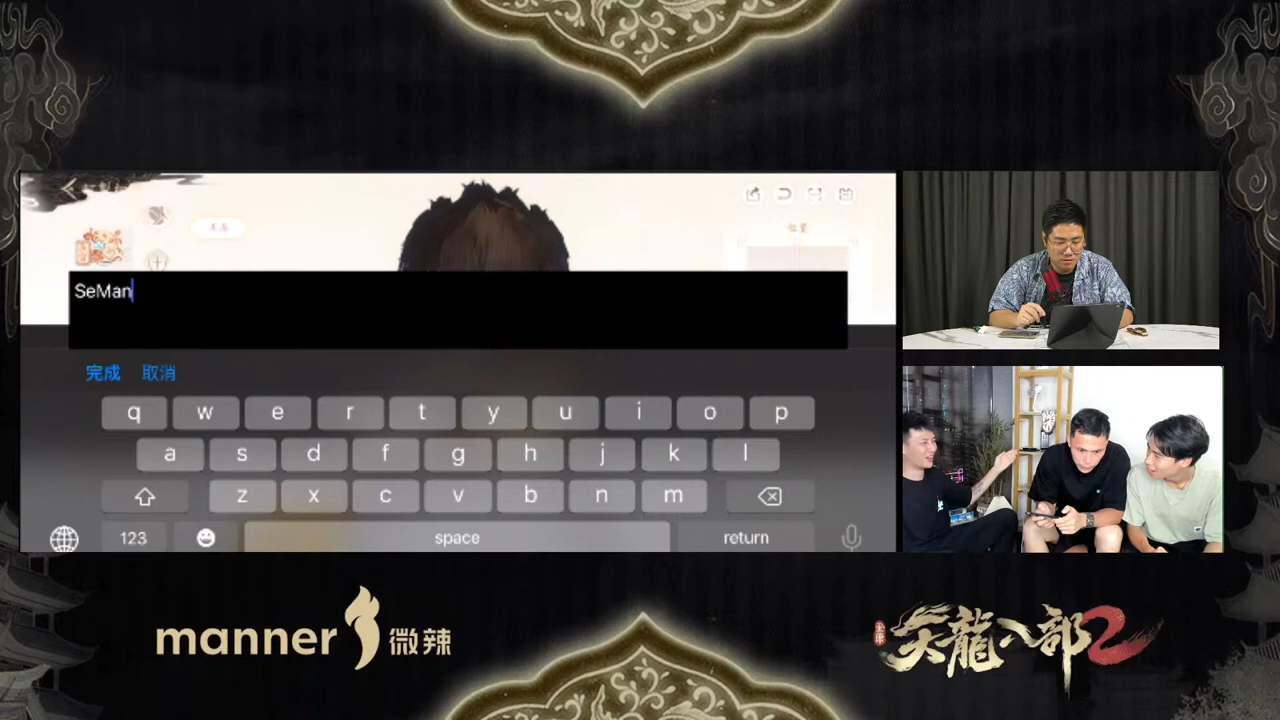 SeMan
完成 取消
q w e r t y u i o p
a s d f g h j k l
z x c v b n m
123 space return
manner 微辣
天龍八部2